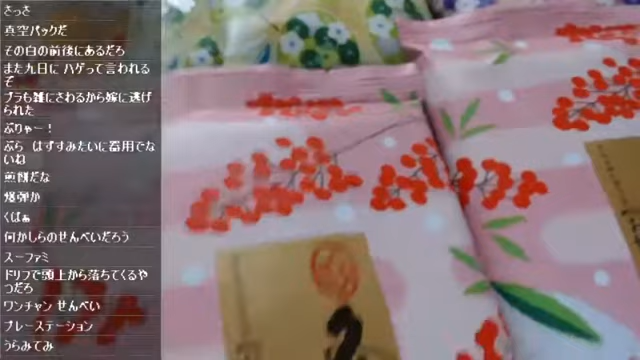 さっさ
真空パックだ
その白の前後にあるだろ
また九日に ハゲって言われる
ぞ
ブラも雑にさわるから嫁に逃げ
られた
ぶりゃー！
ぶら はずすみたいに器用でな
いね
煎餅だな
爆弾か
くぱぁ
何かしらのせんべいだろう
スーファミ
ドリフで頭上から落ちてくるや
つだろ
ワンチャン せんべい
プレーステーション
うらみてみ